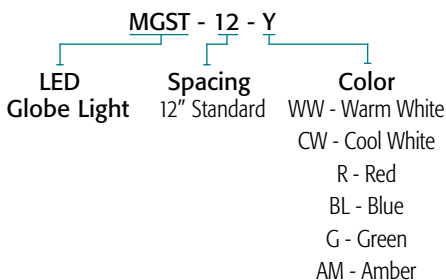 MGST - 12 - Y
LED Spacing Color
Globe Light 12" Standard WW - Warm White
CW - Cool White
R - Red
BL - Blue
G - Green
AM - Amber